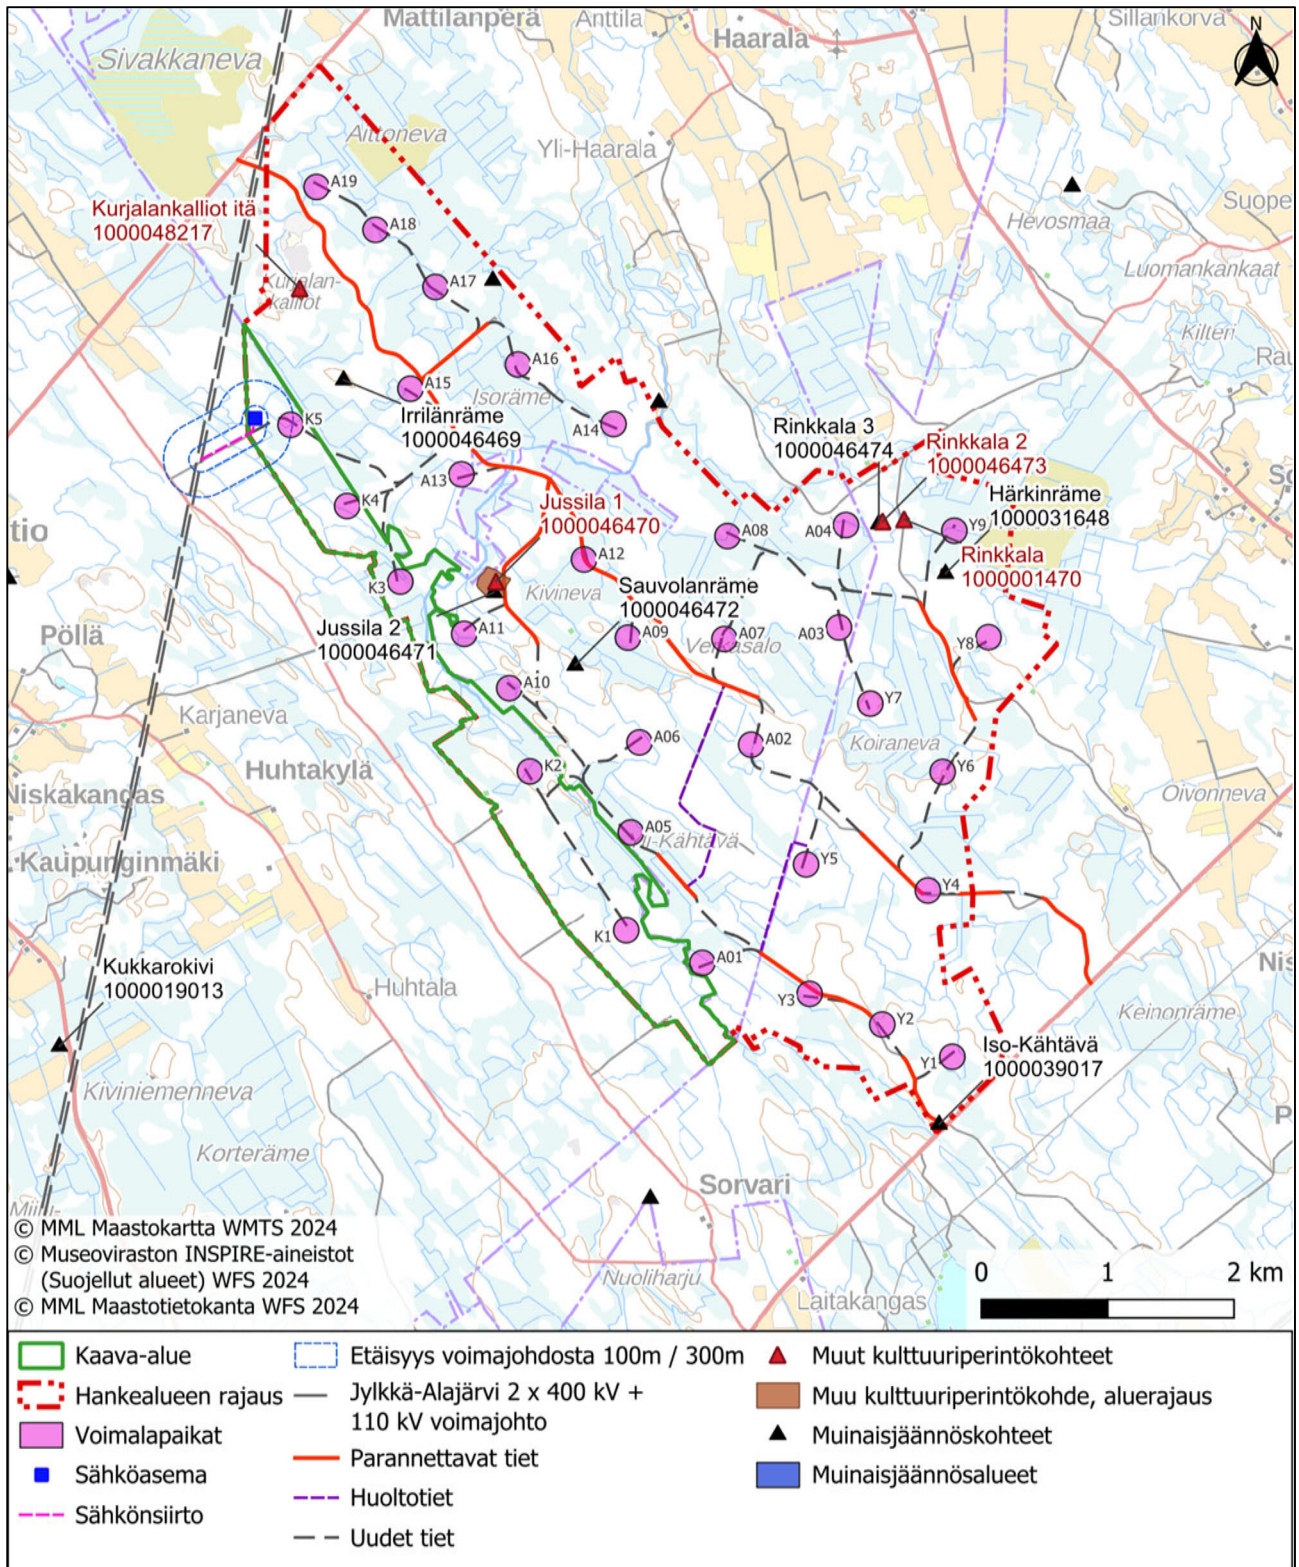 Mattilanperä
Anttila
Haarala
Sillankorva
N
Sivakkaneva
Aittoneva
Yli-Haarala
A19
A18
Kurjalankalliot itä
1000048217
Hevosmaa
Suope
Kurjalan-
kalliot
A17
Luomankankaat
Kilteri
Rau
A16
A15
Isoräme
K5
Irrilänräme
1000046469
A14
Rinkkala 3
1000046474
Rinkkala 2
1000046473
A13
K4
Jussila 1
1000046470
Härkinräme
1000031648
tio
A08
A04
Y9
A12
Rinkkala
1000001470
K3
Kivineva
Sauvolanräme
1000046472
Pöllä
Jussila 2
1000046471
A11
A09
A07
Verkasalo
A03
Y8
A10
Karjaneva
Y7
A06
A02
Koiraneva
Huhtakylä
K2
Y6
Niskakangas
Oivonneva
A05
li-Kähtävä
Kaupunginmäki
Y5
Y4
K1
Kukkarokivi
1000019013
A01
Nis
Huhtala
Y3
Keinonräme
Y2
Iso-Kähtävä
1000039017
Y1
Kiviniemenneva
P
Korteräme
Sorvari
© MML Maastokartta WMTS 2024
© Museoviraston INSPIRE-aineistot
(Suojellut alueet) WFS 2024
© MML Maastotietokanta WFS 2024
Nuoliharju
Laitakangas
0 1 2 km
Kaava-alue
Hankealueen rajaus
Voimalapaikat
Sähköasema
Sähkönsiirto
Etäisyys voimajohdosta 100m / 300m
Jylkkä-Alajärvi 2 x 400 kV +
110 kV voimajohto
Parannettavat tiet
Huoltotiet
Uudet tiet
Muut kulttuuriperintökohteet
Muu kulttuuriperintökohde, aluerajaus
Muinaisjäännöskohteet
Muinaisjäännösalueet